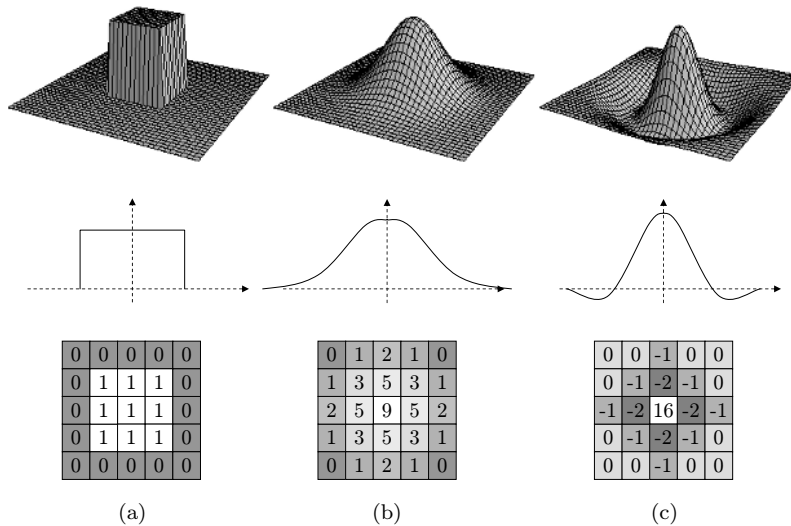 0 0 0 0 0
0 1 1 1 0
0 1 1 1 0
0 1 1 1 0
0 0 0 0 0
(a)
0 1 2 1 0
1 3 5 3 1
2 5 9 5 2
1 3 5 3 1
0 1 2 1 0
(b)
0 0 -1 0 0
0 -1 -2 -1 0
-1 -2 16 -2 -1
0 -1 -2 -1 0
0 0 -1 0 0
(c)